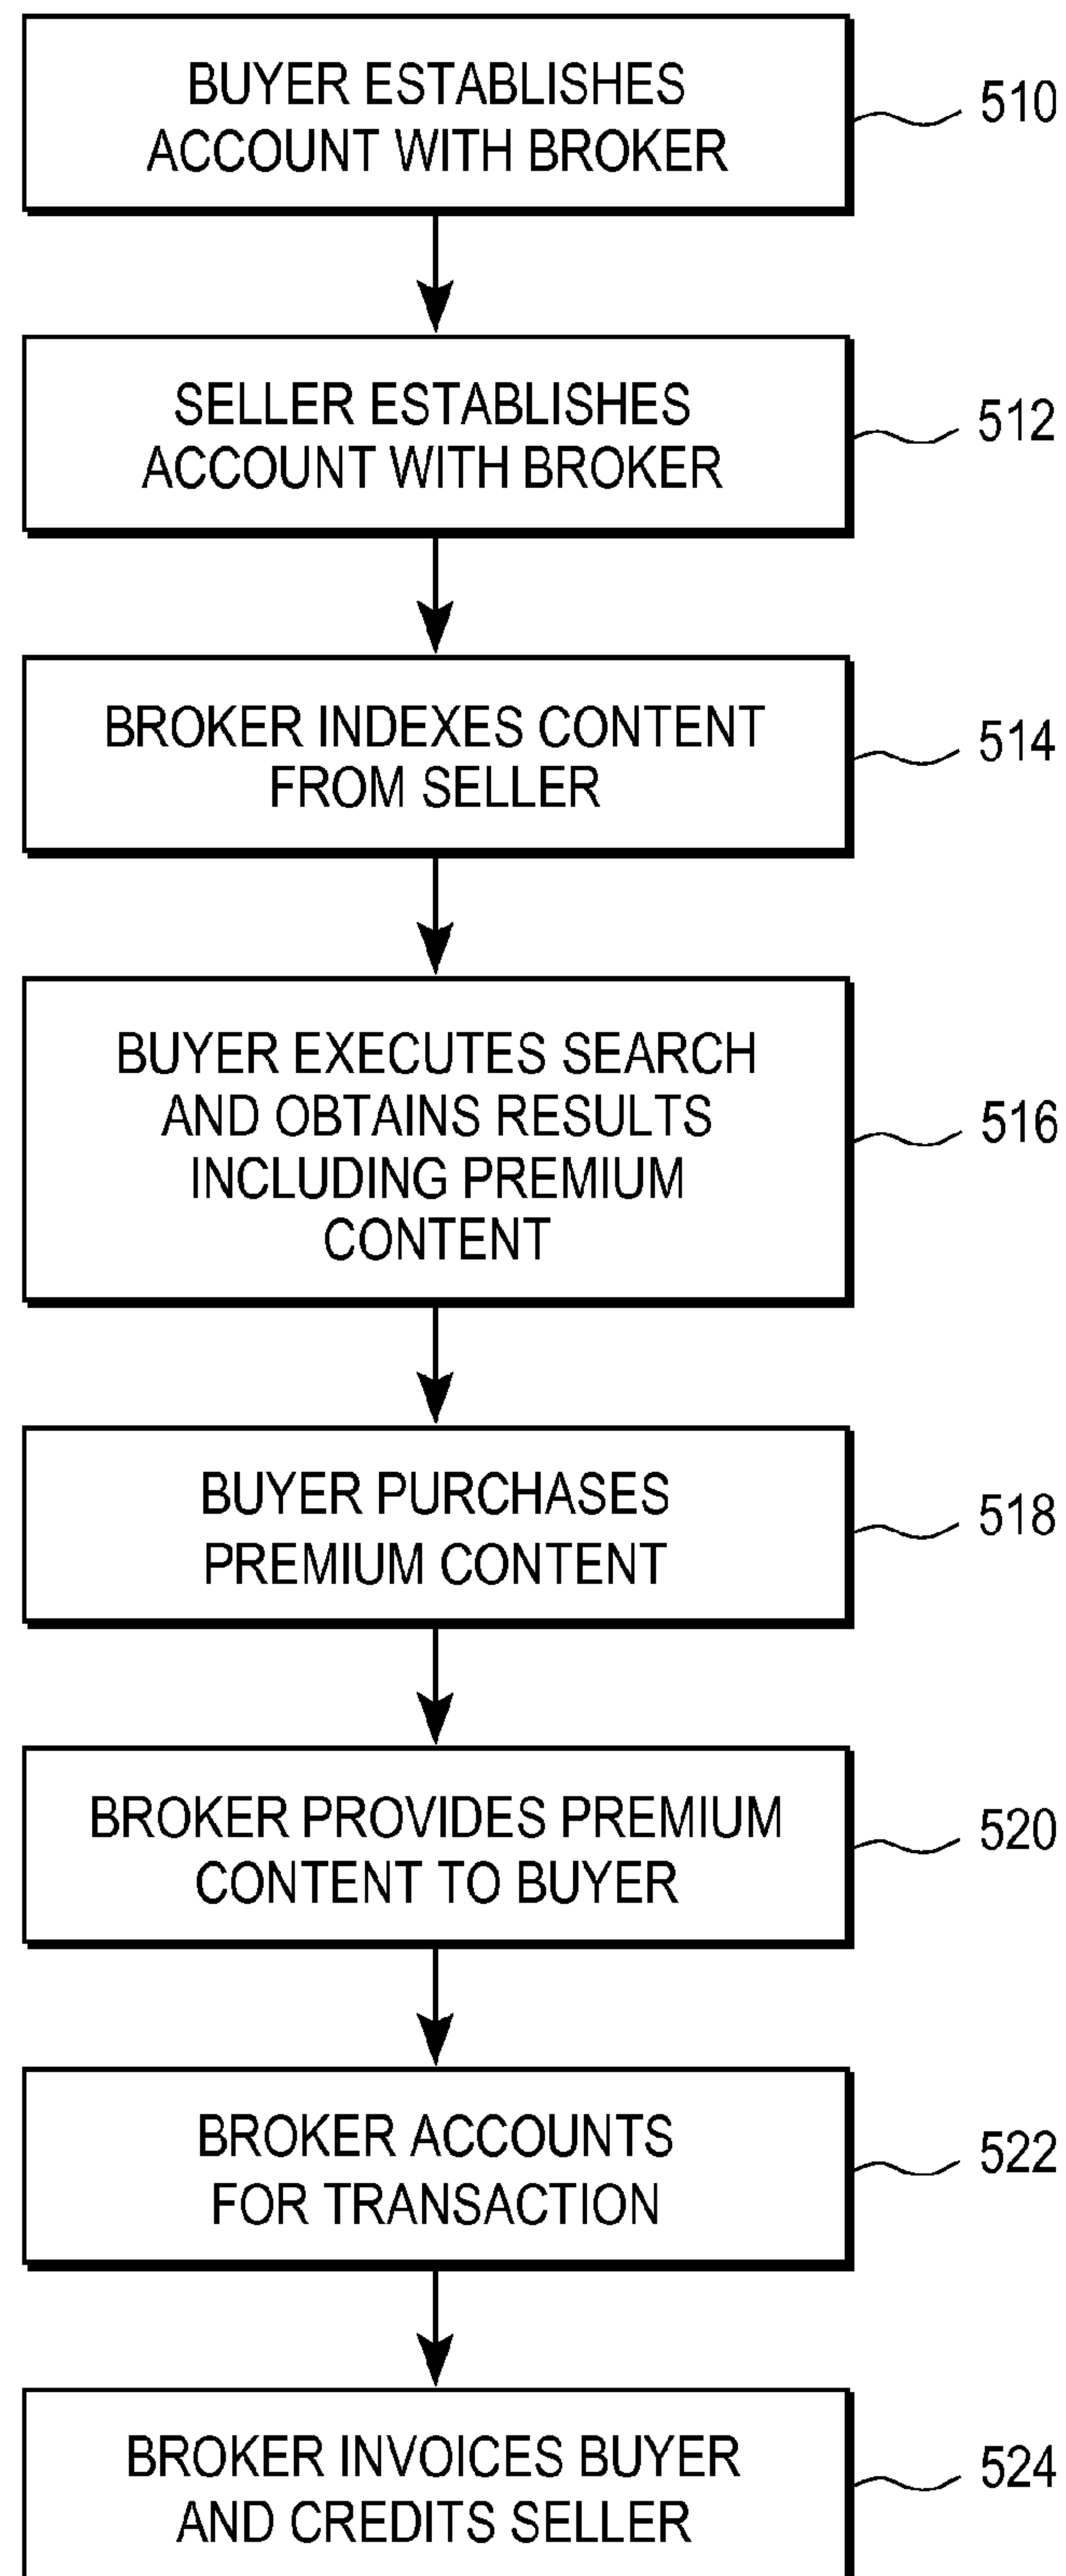 BUYER ESTABLISHES
ACCOUNT WITH BROKER
510
SELLER ESTABLISHES
ACCOUNT WITH BROKER
512
BROKER INDEXES CONTENT
FROM SELLER
514
BUYER EXECUTES SEARCH
AND OBTAINS RESULTS
INCLUDING PREMIUM
CONTENT
516
BUYER PURCHASES
PREMIUM CONTENT
518
BROKER PROVIDES PREMIUM
CONTENT TO BUYER
520
BROKER ACCOUNTS
FOR TRANSACTION
522
BROKER INVOICES BUYER
AND CREDITS SELLER
524